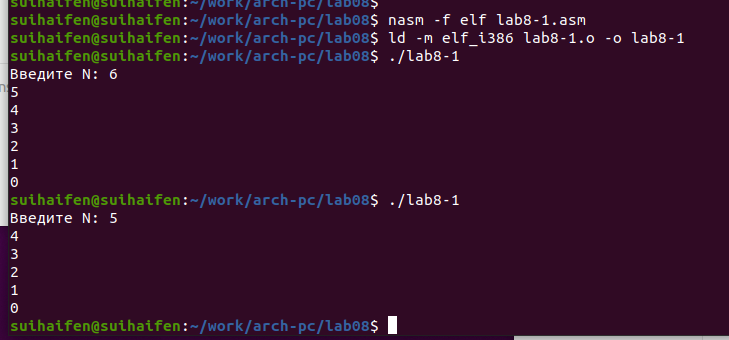 suihaifen@suihaifen:~/work/arch-pc/lab08$
suihaifen@suihaifen:~/work/arch-pc/lab08$ nasm -f elf lab8-1.asm
suihaifen@suihaifen:~/work/arch-pc/lab08$ ld -m elf_i386 lab8-1.o -o lab8-1
suihaifen@suihaifen:~/work/arch-pc/lab08$ ./lab8-1
Введите N: 6
5
4
3
2
1
0
suihaifen@suihaifen:~/work/arch-pc/lab08$ ./lab8-1
Введите N: 5
4
3
2
1
0
suihaifen@suihaifen:~/work/arch-pc/lab08$